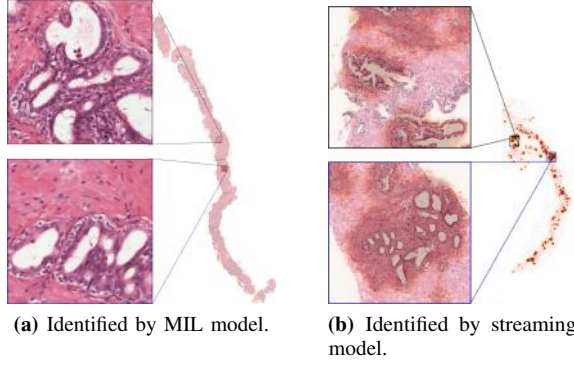 (a) Identified by MIL model.
(b) Identified by streaming
model.